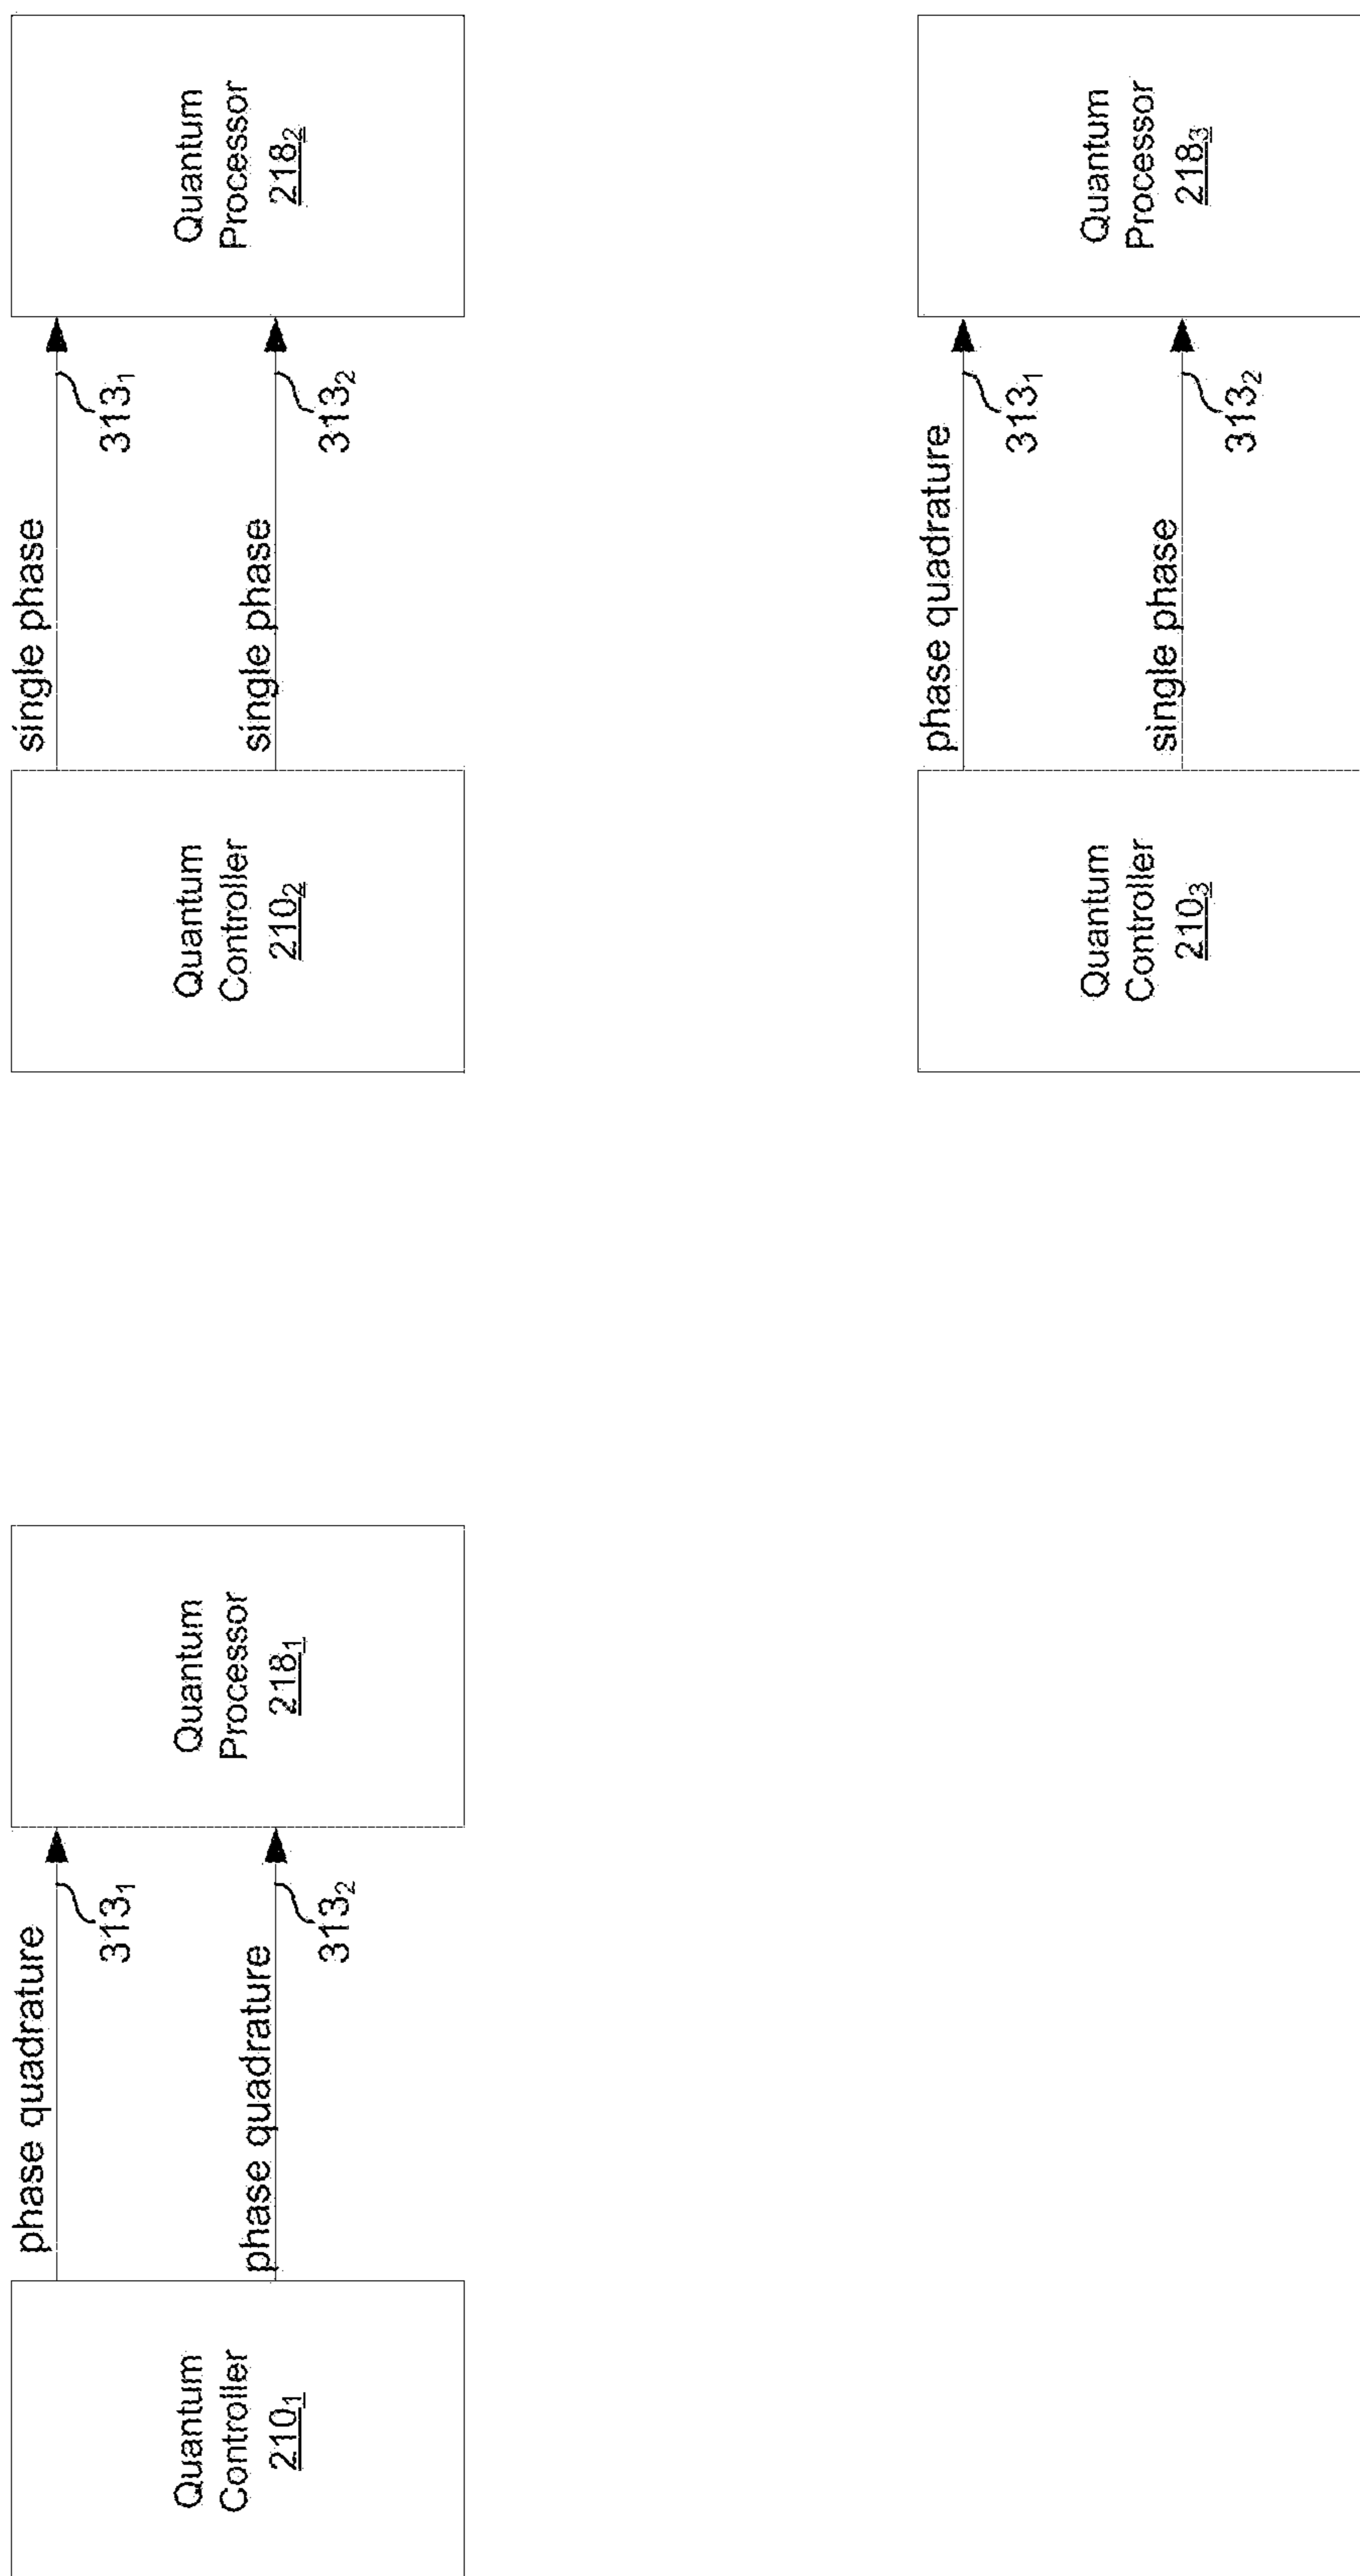 Quantum
Controller
210₁
phase quadrature
313₁
phase quadrature
313₂
Quantum
Processor
218₁
Quantum
Controller
210₂
single phase
313₁
single phase
313₂
Quantum
Processor
218₂
Quantum
Controller
210₃
phase quadrature
313₁
single phase
313₂
Quantum
Processor
218₃